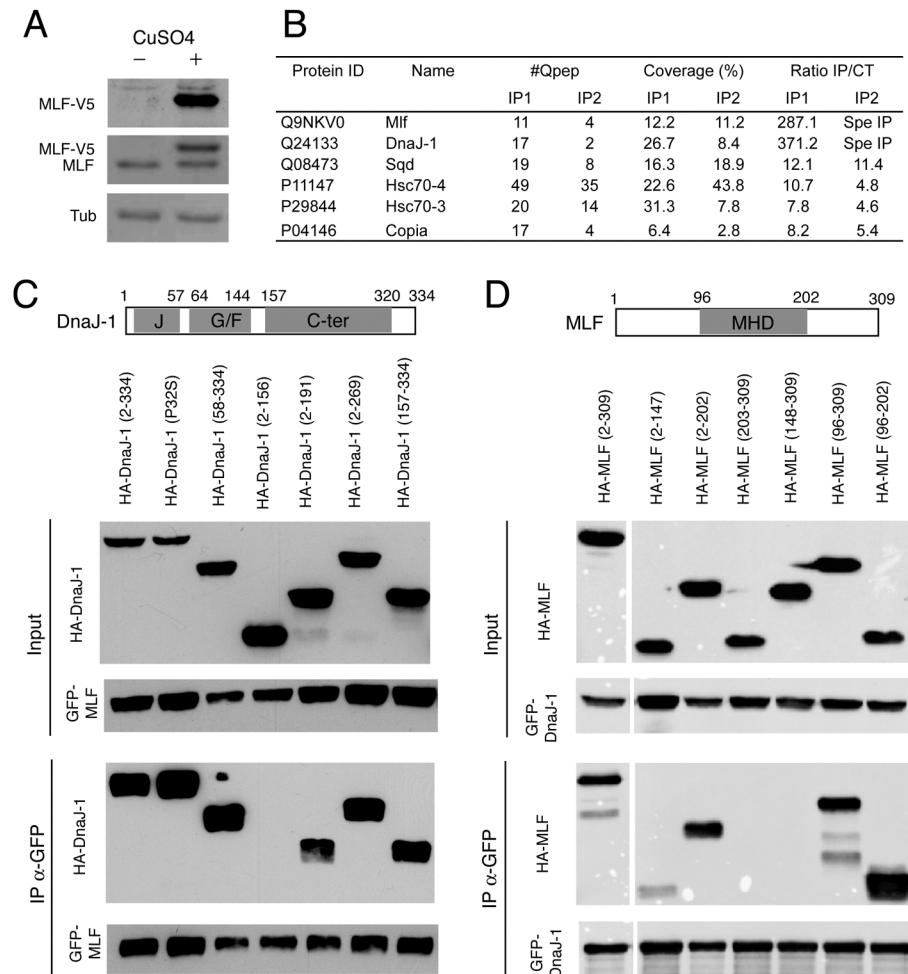 A
CuSO4
– +
MLF-V5
MLF-V5
MLF
Tub
B
Protein ID Name #Qpep Coverage (%) Ratio IP/CT
IP1 IP2 IP1 IP2 IP1 IP2
Q9NKV0 Mlf 11 4 12.2 11.2 287.1 Spe IP
Q24133 DnaJ-1 17 2 26.7 8.4 371.2 Spe IP
Q08473 Sqd 19 8 16.3 18.9 12.1 11.4
P11147 Hsc70-4 49 35 22.6 43.8 10.7 4.8
P29844 Hsc70-3 20 14 31.3 7.8 7.8 4.6
P04146 Copia 17 4 6.4 2.8 8.2 5.4
C
1 57 64 144 157 320 334
DnaJ-1 J G/F C-ter
HA-DnaJ-1 (2-334)
HA-DnaJ-1 (P32S)
HA-DnaJ-1 (58-334)
HA-DnaJ-1 (2-156)
HA-DnaJ-1 (2-191)
HA-DnaJ-1 (2-269)
HA-DnaJ-1 (157-334)
Input
HA-DnaJ-1
GFP-
MLF
IP α-GFP
HA-DnaJ-1
GFP-
MLF
D
1 96 202 309
MLF MHD
HA-MLF (2-309)
HA-MLF (2-147)
HA-MLF (2-202)
HA-MLF (203-309)
HA-MLF (148-309)
HA-MLF (96-309)
HA-MLF (96-202)
Input
HA-MLF
GFP-
DnaJ-1
IP α-GFP
HA-MLF
GFP-
DnaJ-1